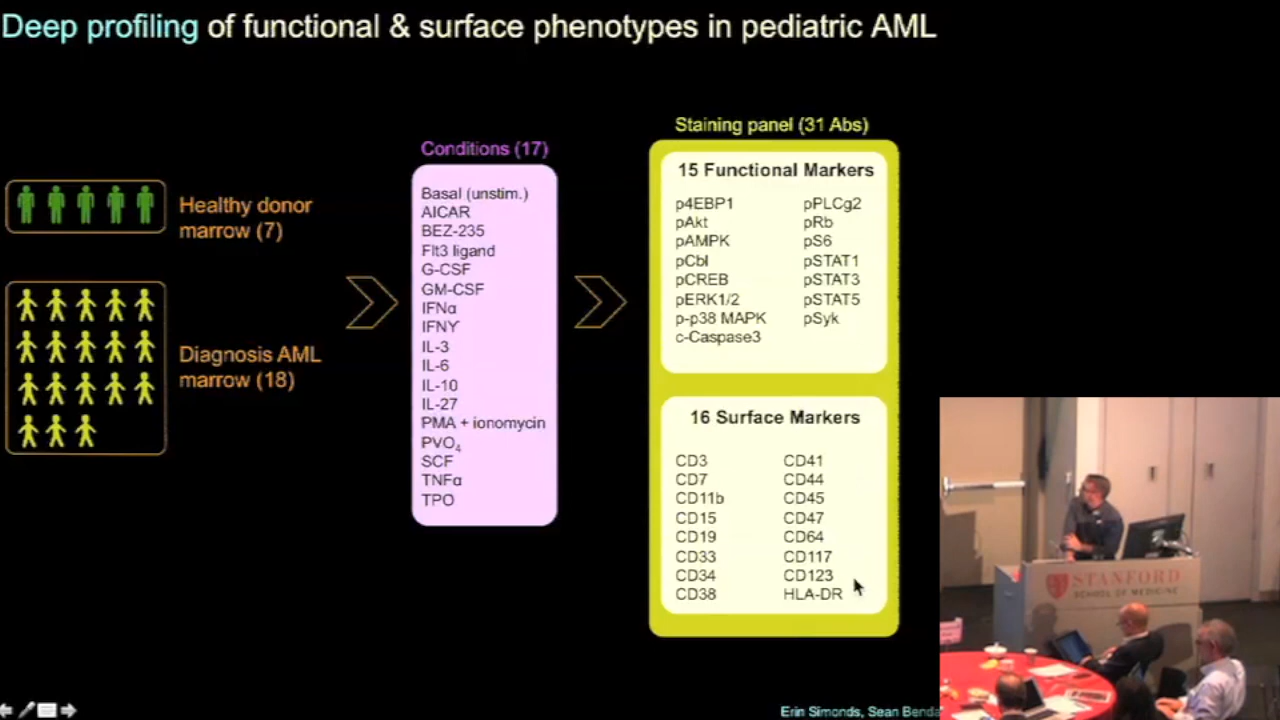 Deep profiling of functional & surface phenotypes in pediatric AML
Healthy donor
marrow (7)
Diagnosis AML
marrow (18)
Conditions (17)
Basal (unstim.)
AICAR
BEZ-235
Flt3 ligand
G-CSF
GM-CSF
IFNα
IFNY
IL-3
IL-6
IL-10
IL-27
PMA + ionomycin
PVO₄
SCF
TNFα
TPO
Staining panel (31 Abs)
15 Functional Markers
p4EBP1
pAkt
pAMPK
pCbl
pCREB
pERK1/2
p-p38 MAPK
c-Caspase3
pPLCg2
pRb
pS6
pSTAT1
pSTAT3
pSTAT5
pSyk
16 Surface Markers
CD3
CD7
CD11b
CD15
CD19
CD33
CD34
CD38
CD41
CD44
CD45
CD47
CD64
CD117
CD123
HLA-DR
Erin Simonds, Sean Benda
STANFORD
SCHOOL OF MEDICINE